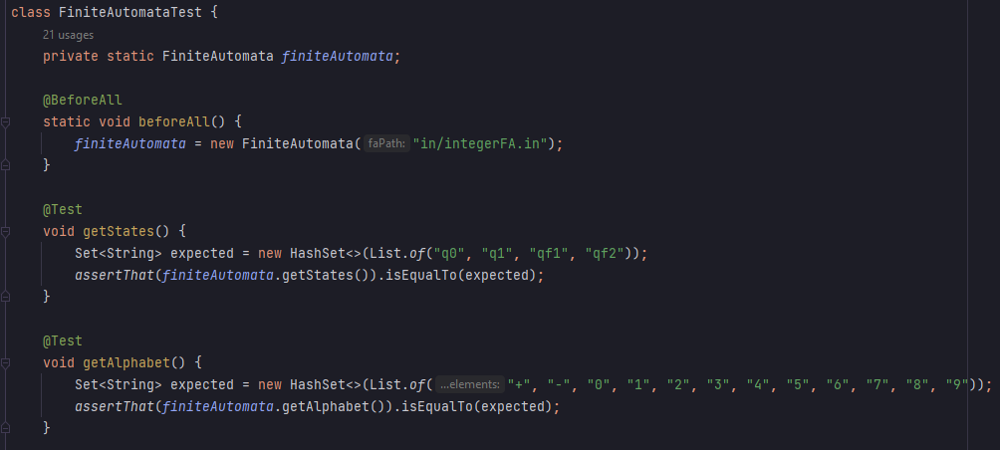 class FiniteAutomataTest {
21 usages
private static FiniteAutomata finiteAutomata;
@BeforeAll
static void beforeAll() {
finiteAutomata = new FiniteAutomata( faPath: "in/integerFA.in");
}
@Test
void getStates() {
Set<String> expected = new HashSet<>(List.of("q0", "q1", "qf1", "qf2"));
assertThat(finiteAutomata.getStates()).isEqualTo(expected);
}
@Test
void getAlphabet() {
Set<String> expected = new HashSet<>(List.of( ...elements: "+", "-", "0", "1", "2", "3", "4", "5", "6", "7", "8", "9"));
assertThat(finiteAutomata.getAlphabet()).isEqualTo(expected);
}